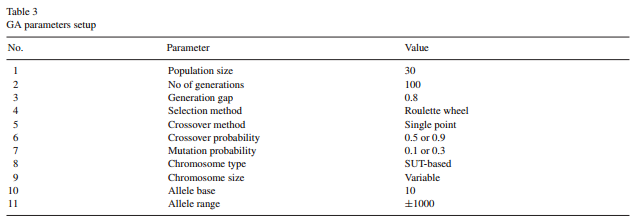 Table 3
GA parameters setup
No. Parameter Value
1 Population size 30
2 No of generations 100
3 Generation gap 0.8
4 Selection method Roulette wheel
5 Crossover method Single point
6 Crossover probability 0.5 or 0.9
7 Mutation probability 0.1 or 0.3
8 Chromosome type SUT-based
9 Chromosome size Variable
10 Allele base 10
11 Allele range ±1000